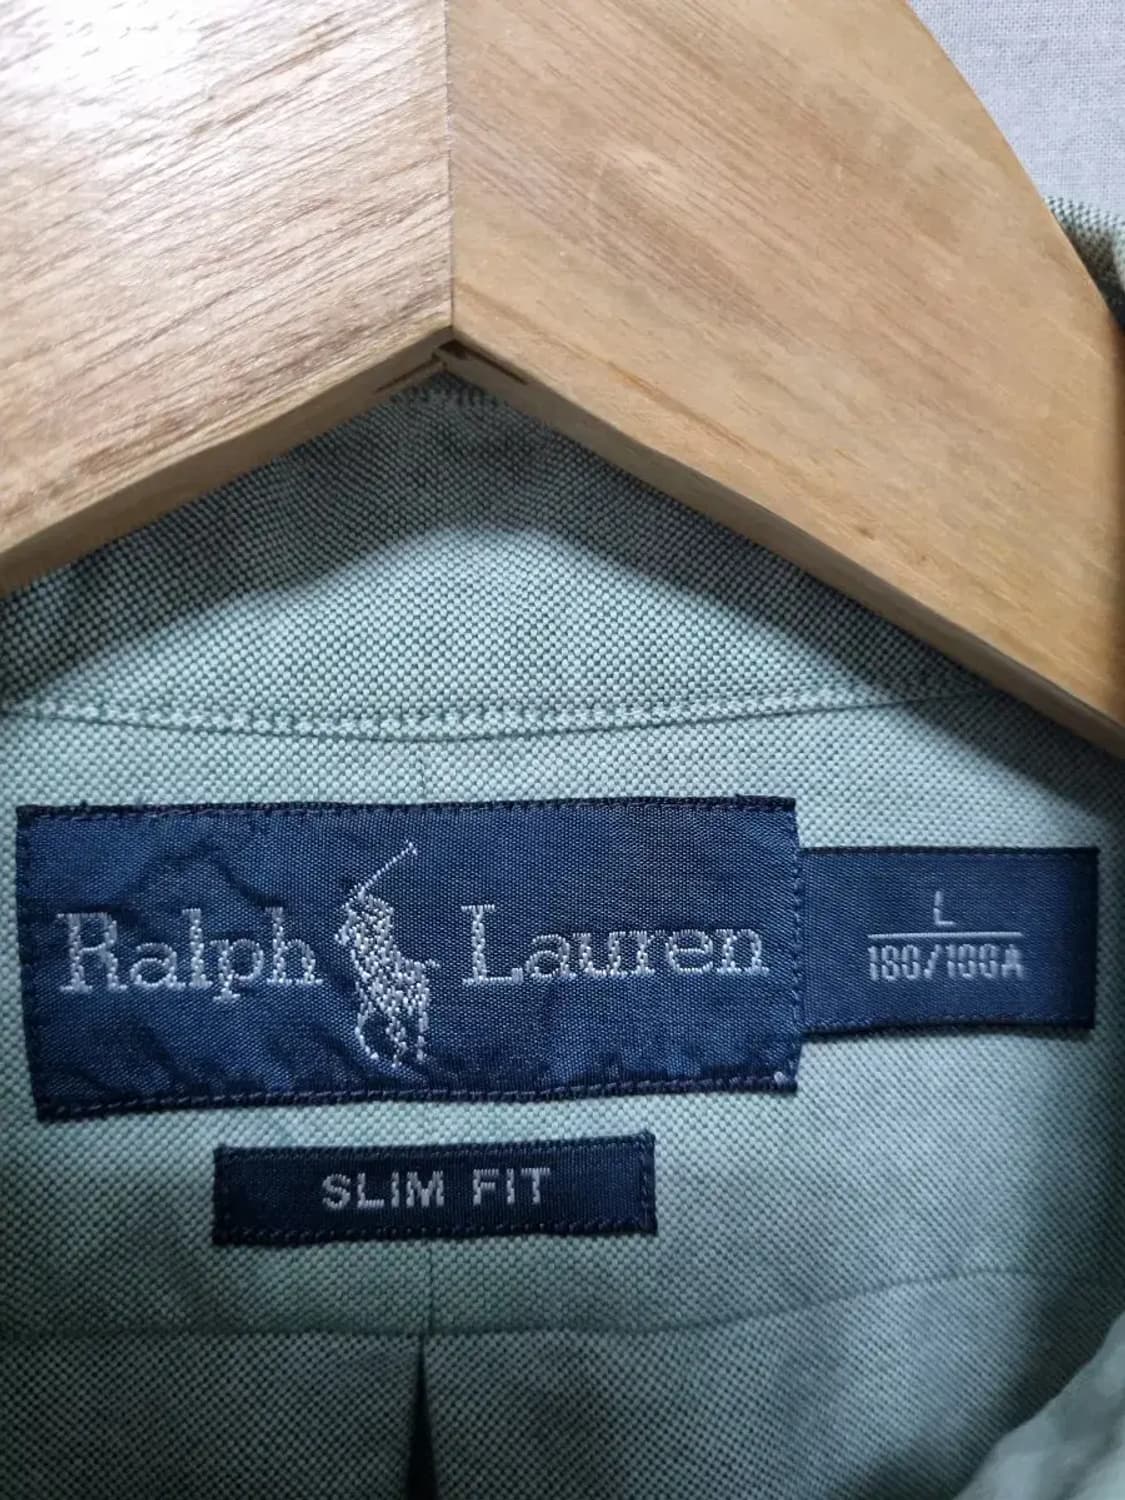 Ralph Lauren
L
180/100A
SLIM FIT